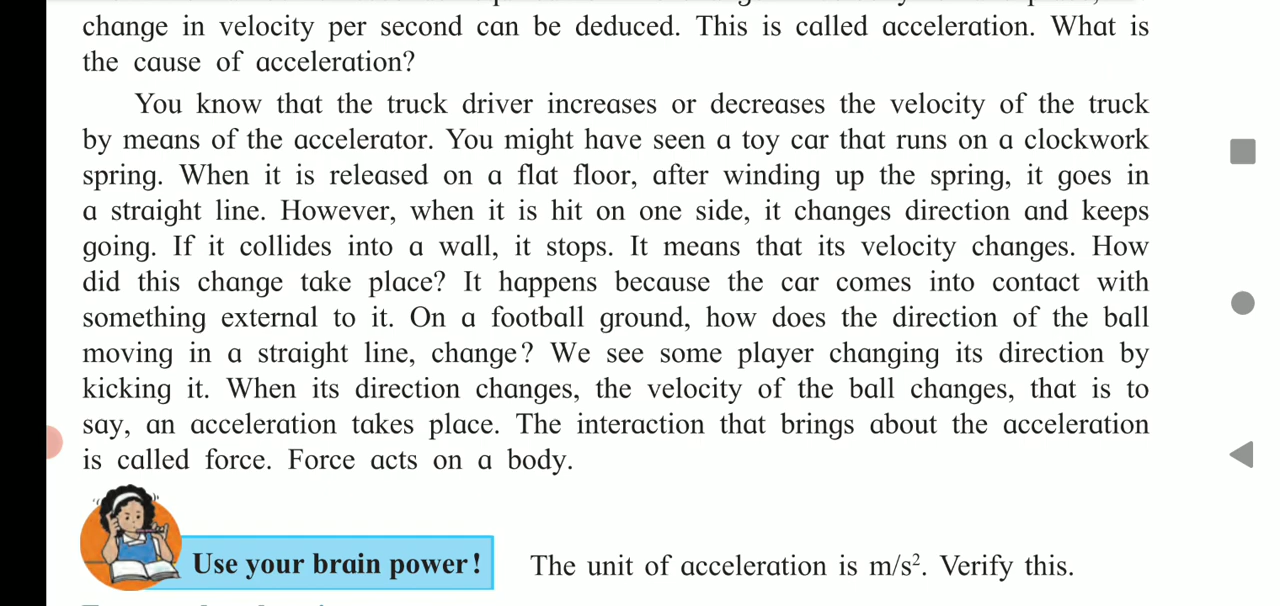 change in velocity per second can be deduced. This is called acceleration. What is
the cause of acceleration?
You know that the truck driver increases or decreases the velocity of the truck
by means of the accelerator. You might have seen a toy car that runs on a clockwork
spring. When it is released on a flat floor, after winding up the spring, it goes in
a straight line. However, when it is hit on one side, it changes direction and keeps
going. If it collides into a wall, it stops. It means that its velocity changes. How
did this change take place? It happens because the car comes into contact with
something external to it. On a football ground, how does the direction of the ball
moving in a straight line, change? We see some player changing its direction by
kicking it. When its direction changes, the velocity of the ball changes, that is to
say, an acceleration takes place. The interaction that brings about the acceleration
is called force. Force acts on a body.
Use your brain power! The unit of acceleration is m/s². Verify this.